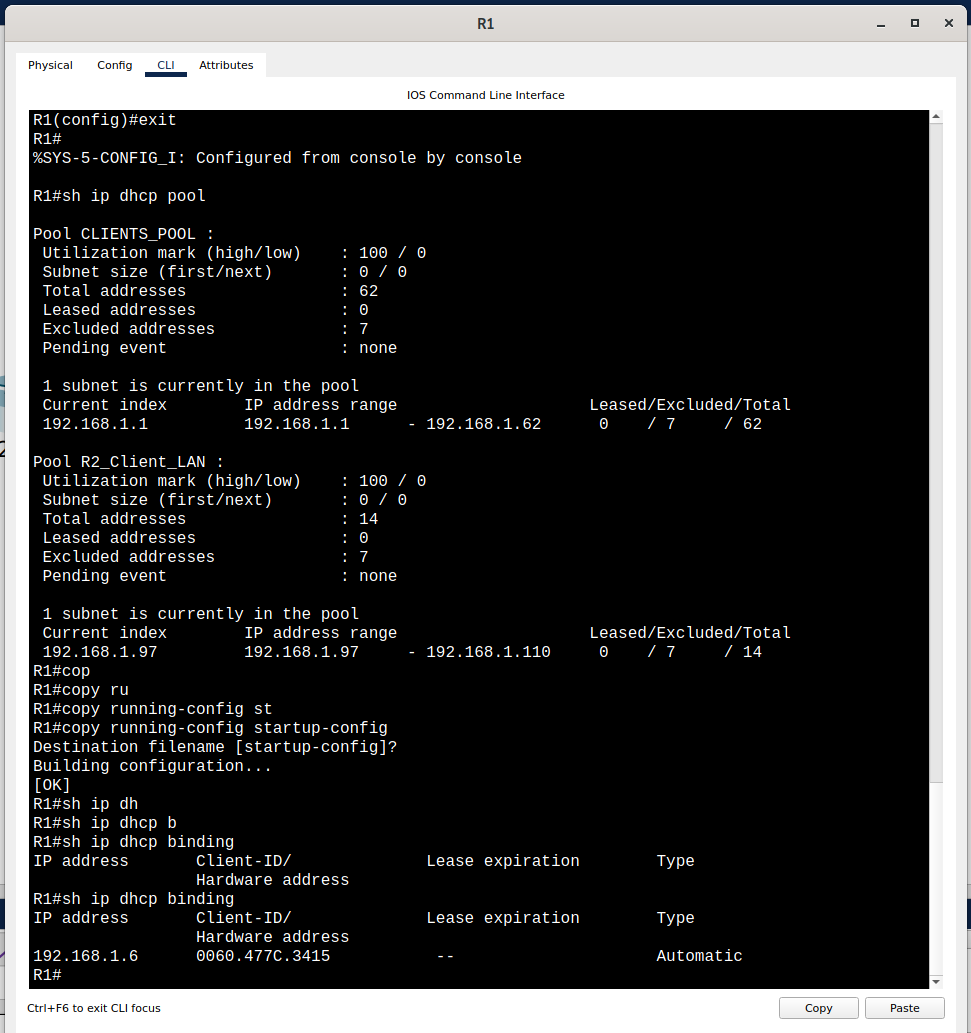 R1
Physical Config CLI Attributes
IOS Command Line Interface
R1(config)#exit
R1#
%SYS-5-CONFIG_I: Configured from console by console
R1#sh ip dhcp pool
Pool CLIENTS_POOL :
Utilization mark (high/low) : 100 / 0
Subnet size (first/next) : 0 / 0
Total addresses : 62
Leased addresses : 0
Excluded addresses : 7
Pending event : none
1 subnet is currently in the pool
Current index IP address range Leased/Excluded/Total
192.168.1.1 192.168.1.1 - 192.168.1.62 0 / 7 / 62
Pool R2_Client_LAN :
Utilization mark (high/low) : 100 / 0
Subnet size (first/next) : 0 / 0
Total addresses : 14
Leased addresses : 0
Excluded addresses : 7
Pending event : none
1 subnet is currently in the pool
Current index IP address range Leased/Excluded/Total
192.168.1.97 192.168.1.97 - 192.168.1.110 0 / 7 / 14
R1#cop
R1#copy ru
R1#copy running-config st
R1#copy running-config startup-config
Destination filename [startup-config]?
Building configuration...
[OK]
R1#sh ip dh
R1#sh ip dhcp b
R1#sh ip dhcp binding
IP address Client-ID/ Lease expiration Type
Hardware address
R1#sh ip dhcp binding
IP address Client-ID/ Lease expiration Type
Hardware address
192.168.1.6 0060.477C.3415 -- Automatic
R1#
Ctrl+F6 to exit CLI focus Copy Paste